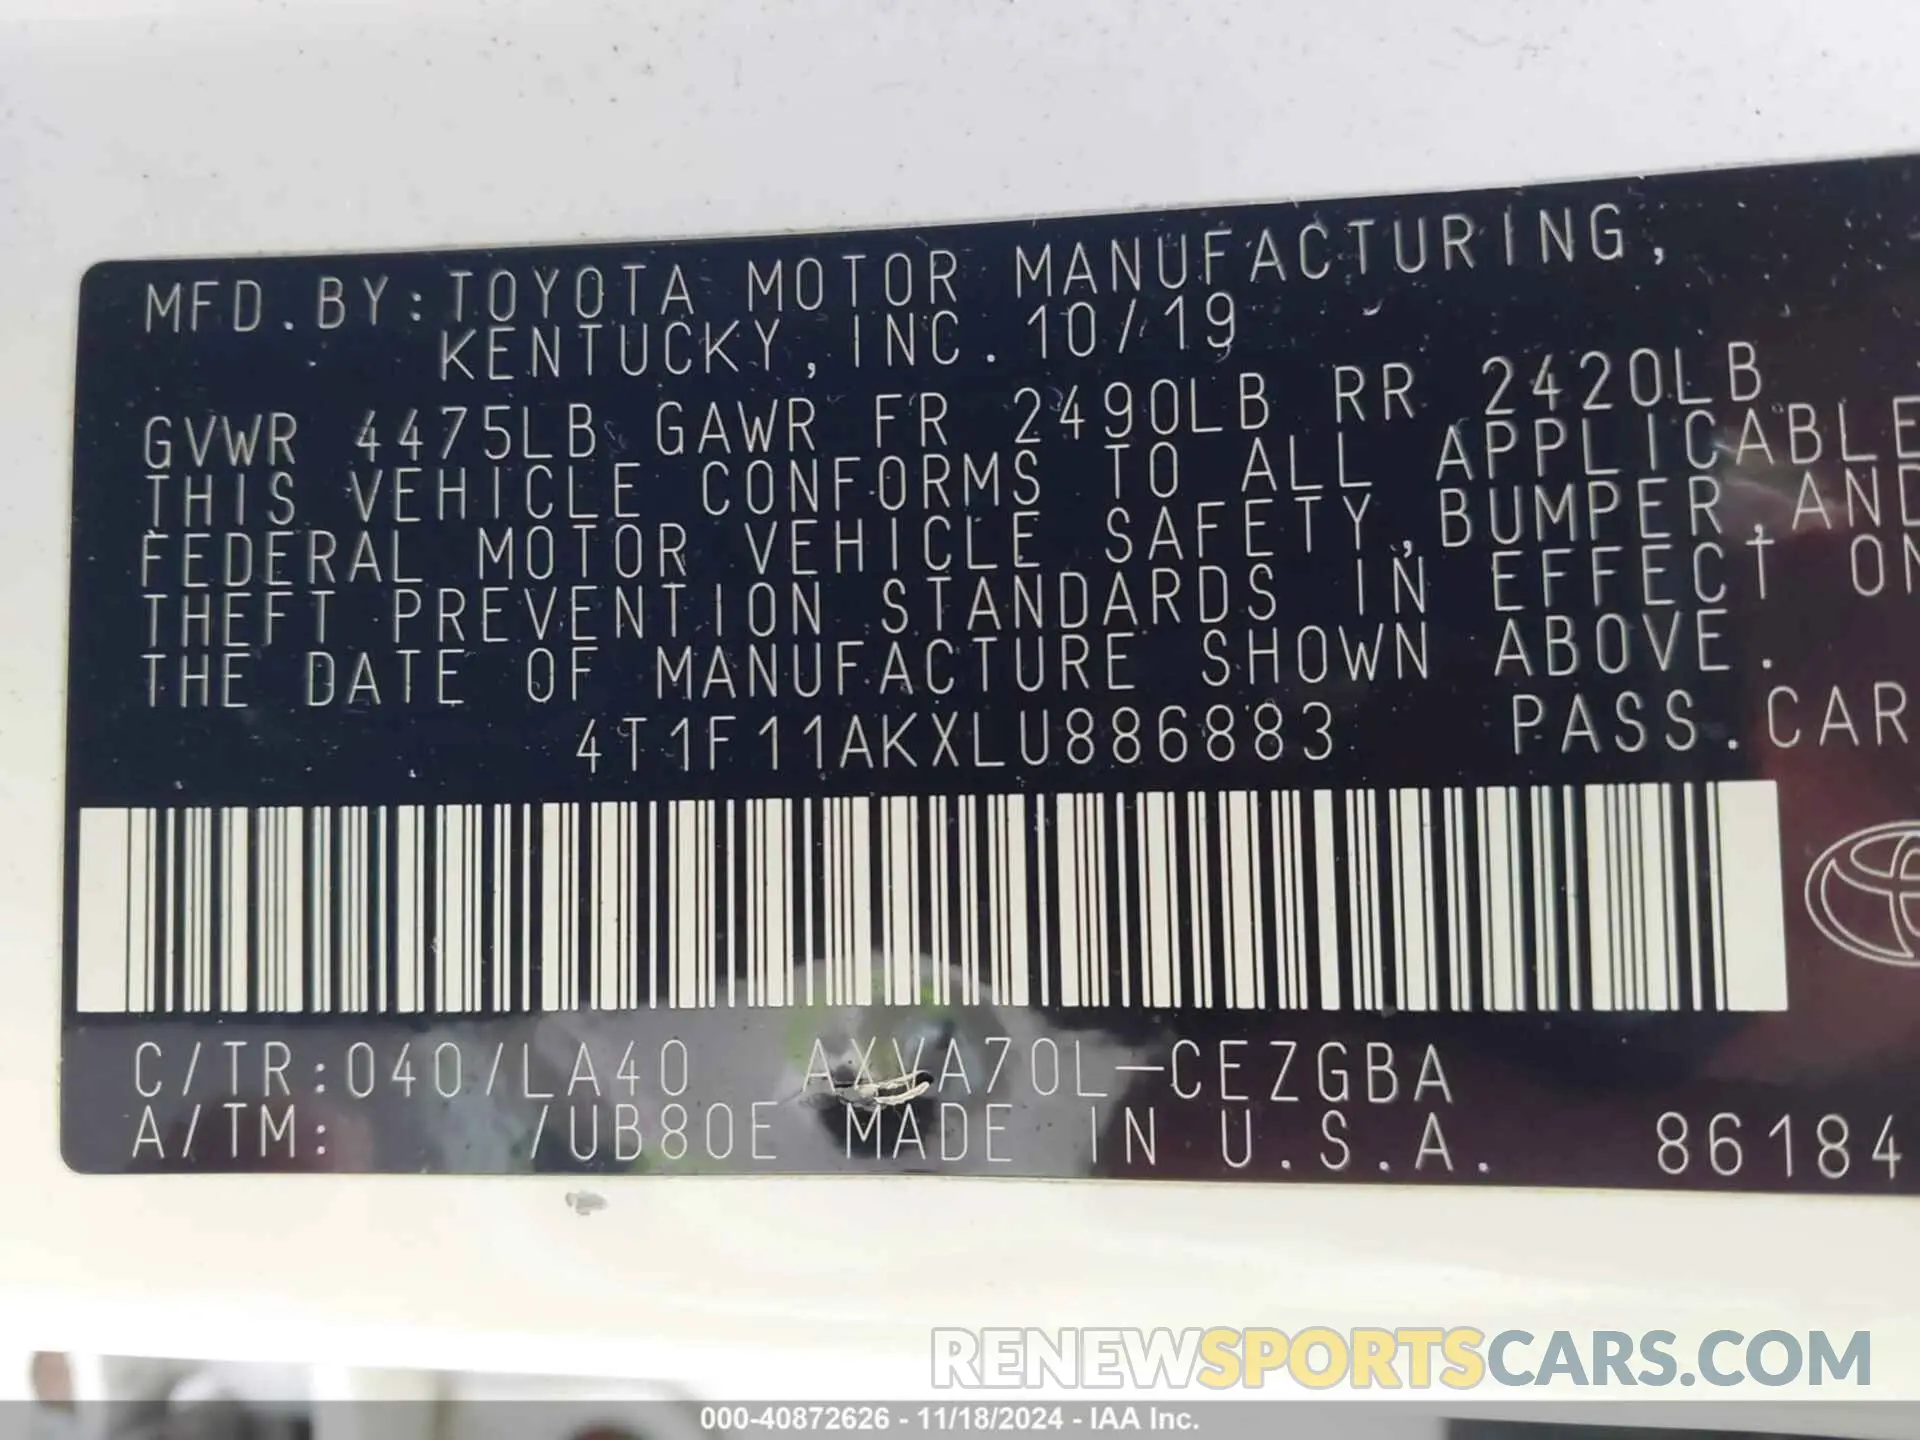 MFD.BY:TOYOTA MOTOR MANUFACTURING,
KENTUCKY,INC. 10/19
GVWR 4475LB GAWR FR 2490LB RR 2420LB
THIS VEHICLE CONFORMS TO ALL APPLICABLE
FEDERAL MOTOR VEHICLE SAFETY,BUMPER,AND
THEFT PREVENTION STANDARDS IN EFFECT ON
THE DATE OF MANUFACTURE SHOWN ABOVE.
4T1F11AKXLU886883 PASS.CAR
C/TR:040/LA40 AXVA70L-CEZGBA
A/TM: /UB80E MADE IN U.S.A. 86184
RENEWSPORTSCARS.COM
000-40872626 - 11/18/2024 - IAA Inc.